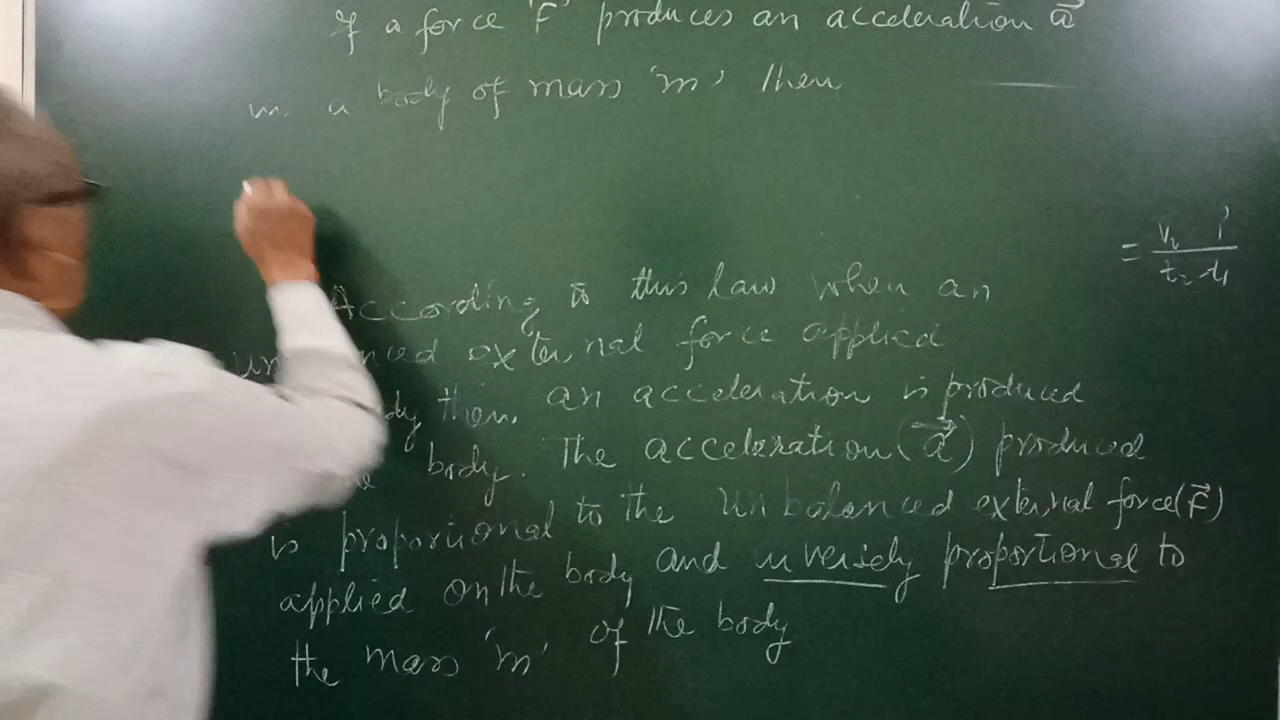 If a force 'F' produces an acceleration a⃗
in a body of mass 'm' then
= v₂ / t₂ - t₁
According to this law when an
external force applied
then an acceleration is produced
body. The acceleration (a⃗) produced
is proportional to the unbalanced external force (F⃗)
applied on the body and inversely proportional to
the mass 'm' of the body